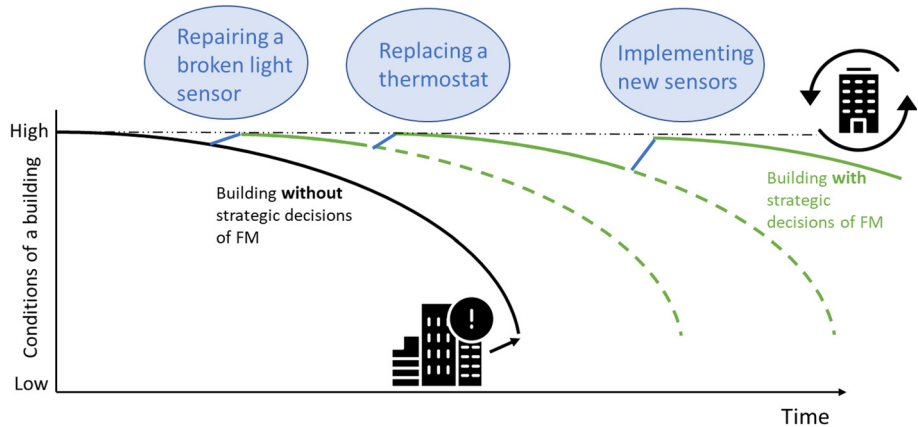 Repairing a
broken light
sensor
Replacing a
thermostat
Implementing
new sensors
High
Conditions of a building
Building without
strategic decisions
of FM
Building with
strategic
decisions of FM
Low
Time